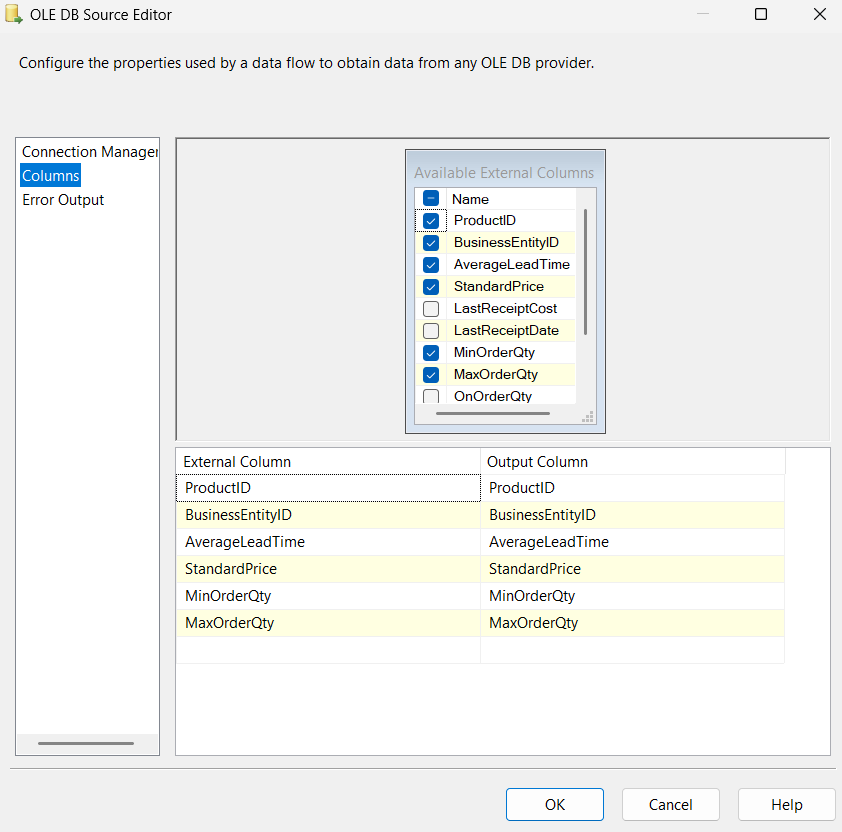 OLE DB Source Editor
Configure the properties used by a data flow to obtain data from any OLE DB provider.
Connection Manager
Columns
Error Output
Available External Columns
Name
ProductID
BusinessEntityID
AverageLeadTime
StandardPrice
LastReceiptCost
LastReceiptDate
MinOrderQty
MaxOrderQty
OnOrderQty
External Column Output Column
ProductID ProductID
BusinessEntityID BusinessEntityID
AverageLeadTime AverageLeadTime
StandardPrice StandardPrice
MinOrderQty MinOrderQty
MaxOrderQty MaxOrderQty
OK Cancel Help